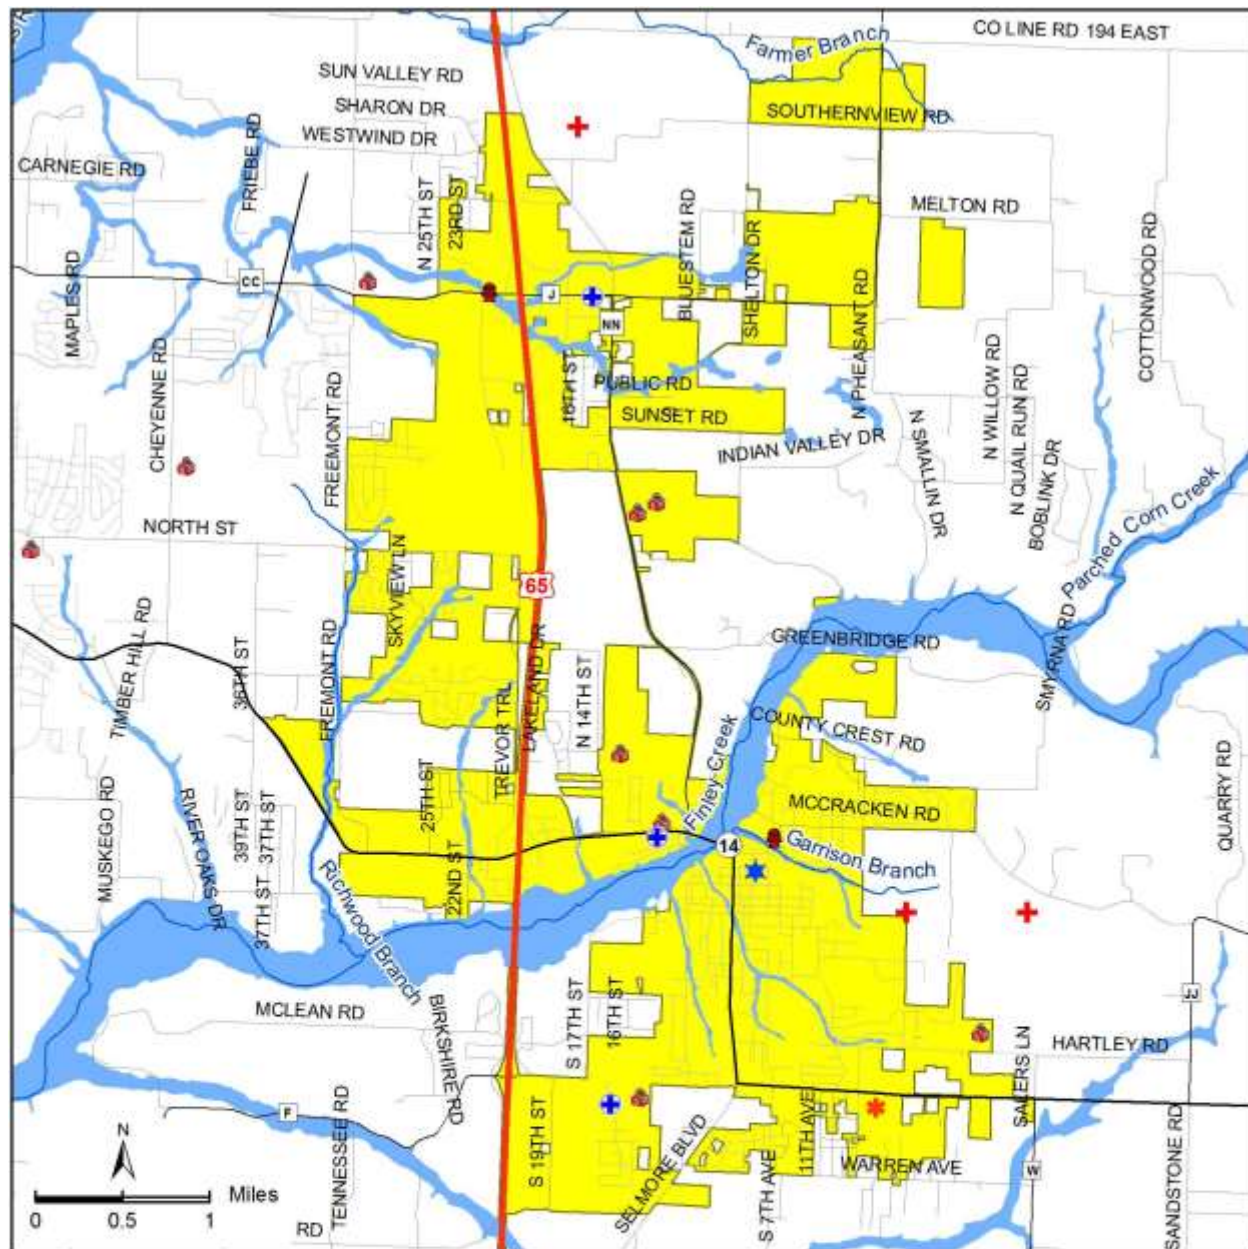 CO LINE RD 194 EAST
Farmer Branch
SUN VALLEY RD
SHARON DR
WESTWIND DR
SOUTHERNVIEW RD
CARNEGIE RD
FRIEBE RD
N 25TH ST
23RD ST
BLUESTEM RD
SHELTON DR
MELTON RD
COTTONWOOD RD
MAPLES RD
CC
J
NN
N PHEASANT RD
CHEYENNE RD
FREEMONT RD
16TH ST
PUBLIC RD
SUNSET RD
INDIAN VALLEY DR
N SMALLIN DR
N WILLOW RD
N QUAIL RUN RD
BOBLINK DR
NORTH ST
SKYVIEW LN
65
Parched Corn Creek
TIMBER HILL RD
36TH ST
FREMONT RD
TREVOR TRL
LAKELAND DR
N 14TH ST
GREENBRIDGE RD
SMYRNA RD
COUNTY CREST RD
Finley Creek
MCCRACKEN RD
QUARRY RD
MUSKEGO RD
RIVER OAKS DR
39TH ST
37TH ST
37TH ST
25TH ST
22ND ST
14
Garrison Branch
Richwood Branch
MCLEAN RD
BIRKSHIRE RD
S 17TH ST
16TH ST
JJ
HARTLEY RD
SALERS LN
F
TENNESSEE RD
S 19TH ST
SELMORE BLVD
S 7TH AVE
11TH AVE
WARREN AVE
W
SANDSTONE RD
N
Miles
0 0.5 1
RD